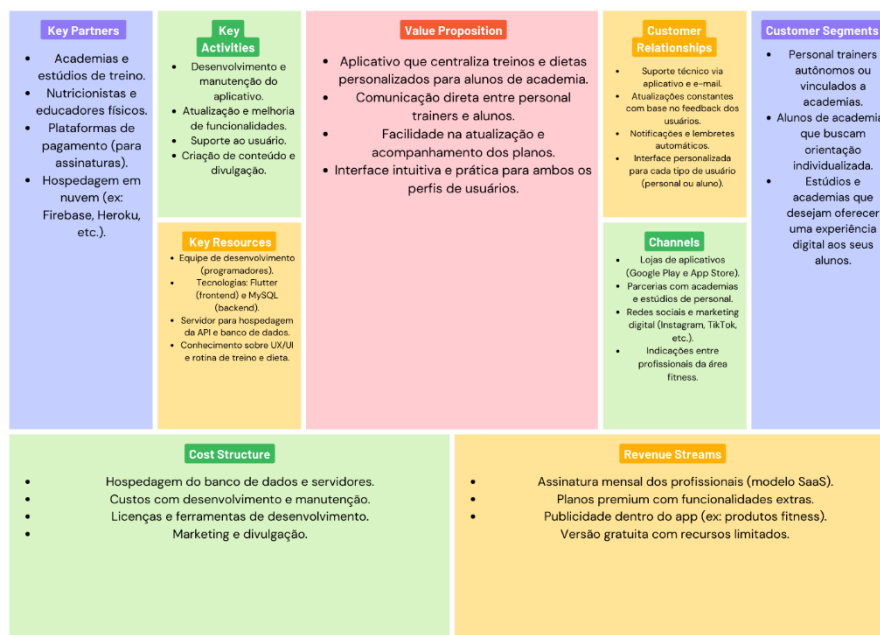 Key Partners
Academias e
estúdios de treino.
Nutricionistas e
educadores físicos.
Plataformas de
pagamento (para
assinaturas).
Hospedagem em
nuvem (ex:
Firebase, Heroku,
etc.).
Key
Activities
Desenvolvimento e
manutenção do
aplicativo.
Atualização e melhoria
de funcionalidades.
Suporte ao usuário.
Criação de conteúdo e
divulgação.
Key Resources
Equipe de desenvolvimento
(programadores).
Tecnologias: Flutter
(frontend) e MySQL
(backend).
Servidor para hospedagem
da API e banco de dados.
Conhecimento sobre UX/UI
e rotina de treino e dieta.
Value Proposition
Aplicativo que centraliza treinos e dietas
personalizados para alunos de academia.
Comunicação direta entre personal
trainers e alunos.
Facilidade na atualização e
acompanhamento dos planos.
Interface intuitiva e prática para ambos os
perfis de usuários.
Customer
Relationships
Suporte técnico via
aplicativo e e-mail.
Atualizações constantes
com base no feedback dos
usuários.
Notificações e lembretes
automáticos.
Interface personalizada
para cada tipo de usuário
(personal ou aluno).
Channels
Lojas de aplicativos
(Google Play e App Store).
Parcerias com academias
e estúdios de personal.
Redes sociais e marketing
digital (Instagram, TikTok,
etc.).
Indicações entre
profissionais da área
fitness.
Customer Segments
Personal trainers
autônomos ou
vinculados a
academias.
Alunos de academia
que buscam
orientação
individualizada.
Estúdios e
academias que
desejam oferecer
uma experiência
digital aos seus
alunos.
Cost Structure
Hospedagem do banco de dados e servidores.
Custos com desenvolvimento e manutenção.
Licenças e ferramentas de desenvolvimento.
Marketing e divulgação.
Revenue Streams
Assinatura mensal dos profissionais (modelo SaaS).
Planos premium com funcionalidades extras.
Publicidade dentro do app (ex: produtos fitness).
Versão gratuita com recursos limitados.